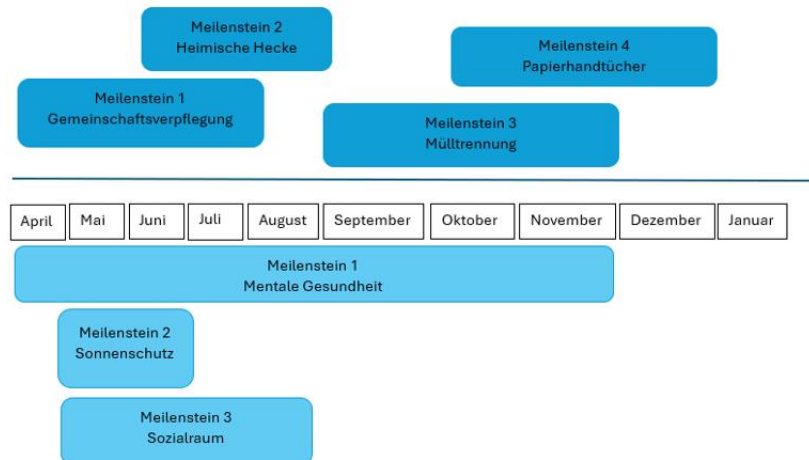 Meilenstein 2
Heimische Hecke
Meilenstein 4
Papierhandtücher
Meilenstein 1
Gemeinschaftsverpflegung
Meilenstein 3
Mülltrennung
April Mai Juni Juli August September Oktober November Dezember Januar
Meilenstein 1
Mentale Gesundheit
Meilenstein 2
Sonnenschutz
Meilenstein 3
Sozialraum